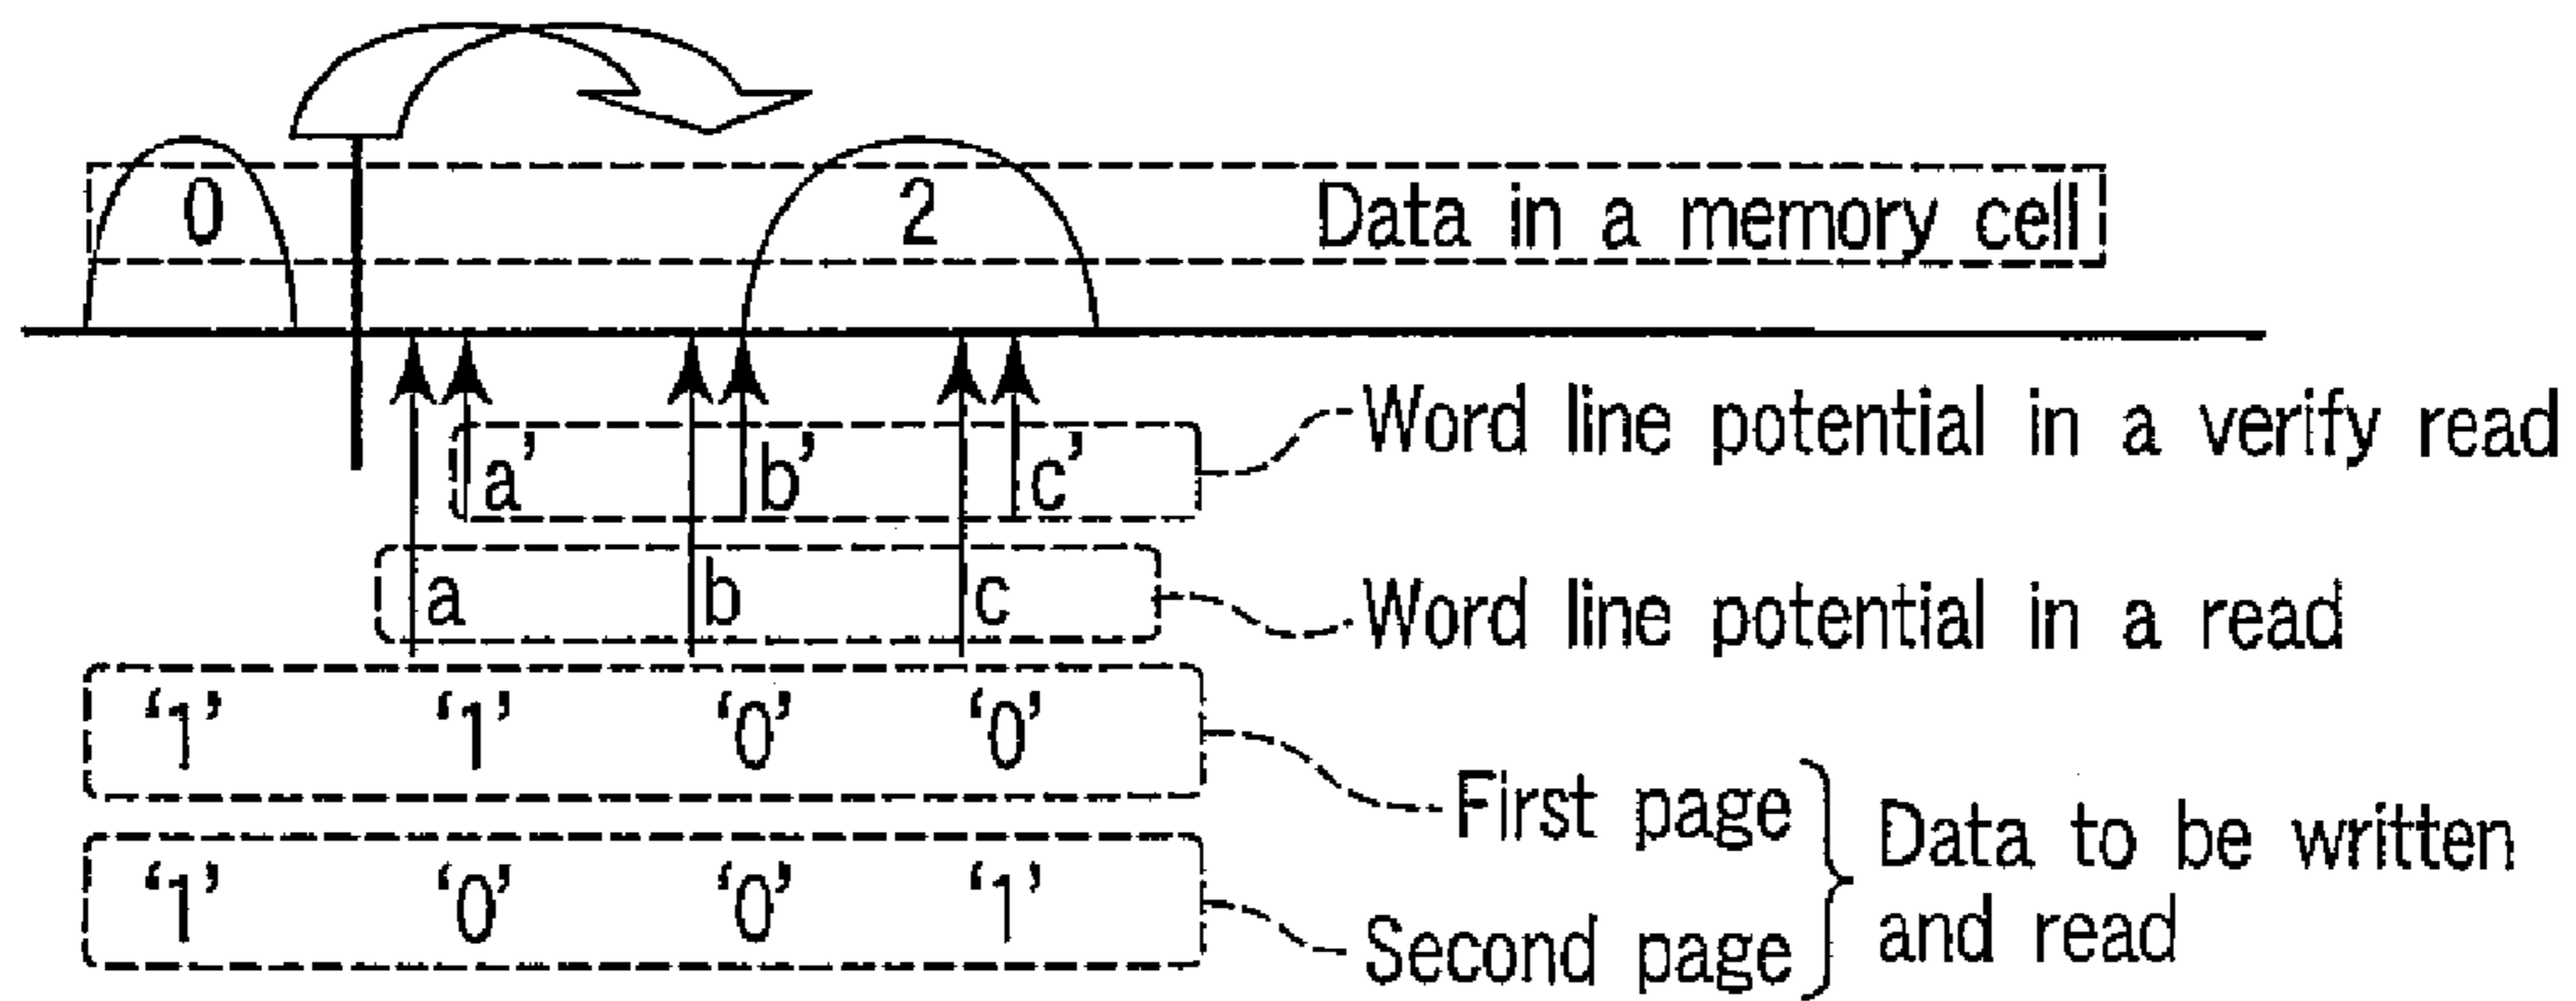 0 2 Data in a memory cell
a’ b’ c’ Word line potential in a verify read
a b c Word line potential in a read
‘1’ ‘1’ ‘0’ ‘0’ First page
‘1’ ‘0’ ‘0’ ‘1’ Second page
Data to be written
and read